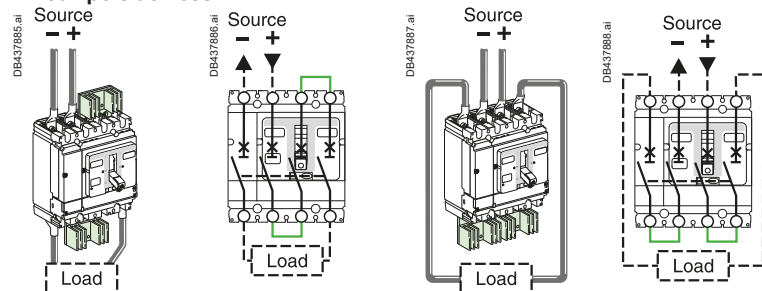 Source
− +
DB437885.ai
Load
Source
− +
DB437886.ai
Load
Source
− +
DB437887.ai
Load
Source
− +
DB437888.ai
Load